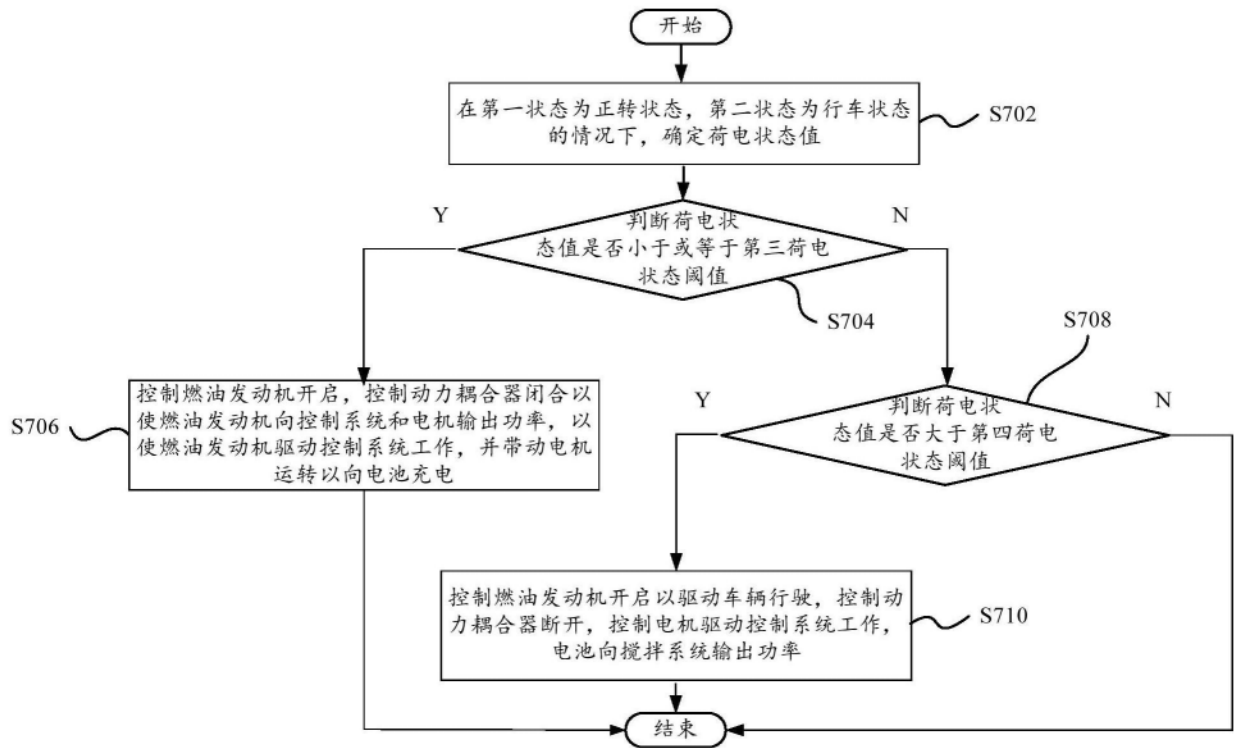 开始
在第一状态为正转状态，第二状态为行车状态
的情况下，确定荷电状态值
S702
Y
N
判断荷电状
态值是否小于或等于第三荷电
状态阈值
S704
S708
控制燃油发动机开启，控制动力耦合器闭合以
使燃油发动机向控制系统和电机输出功率，以
使燃油发动机驱动控制系统工作，并带动电机
运转以向电池充电
S706
Y
N
判断荷电状
态值是否大于第四荷电
状态阈值
控制燃油发动机开启以驱动车辆行驶，控制动
力耦合器断开，控制电机驱动控制系统工作，
电池向搅拌系统输出功率
S710
结束